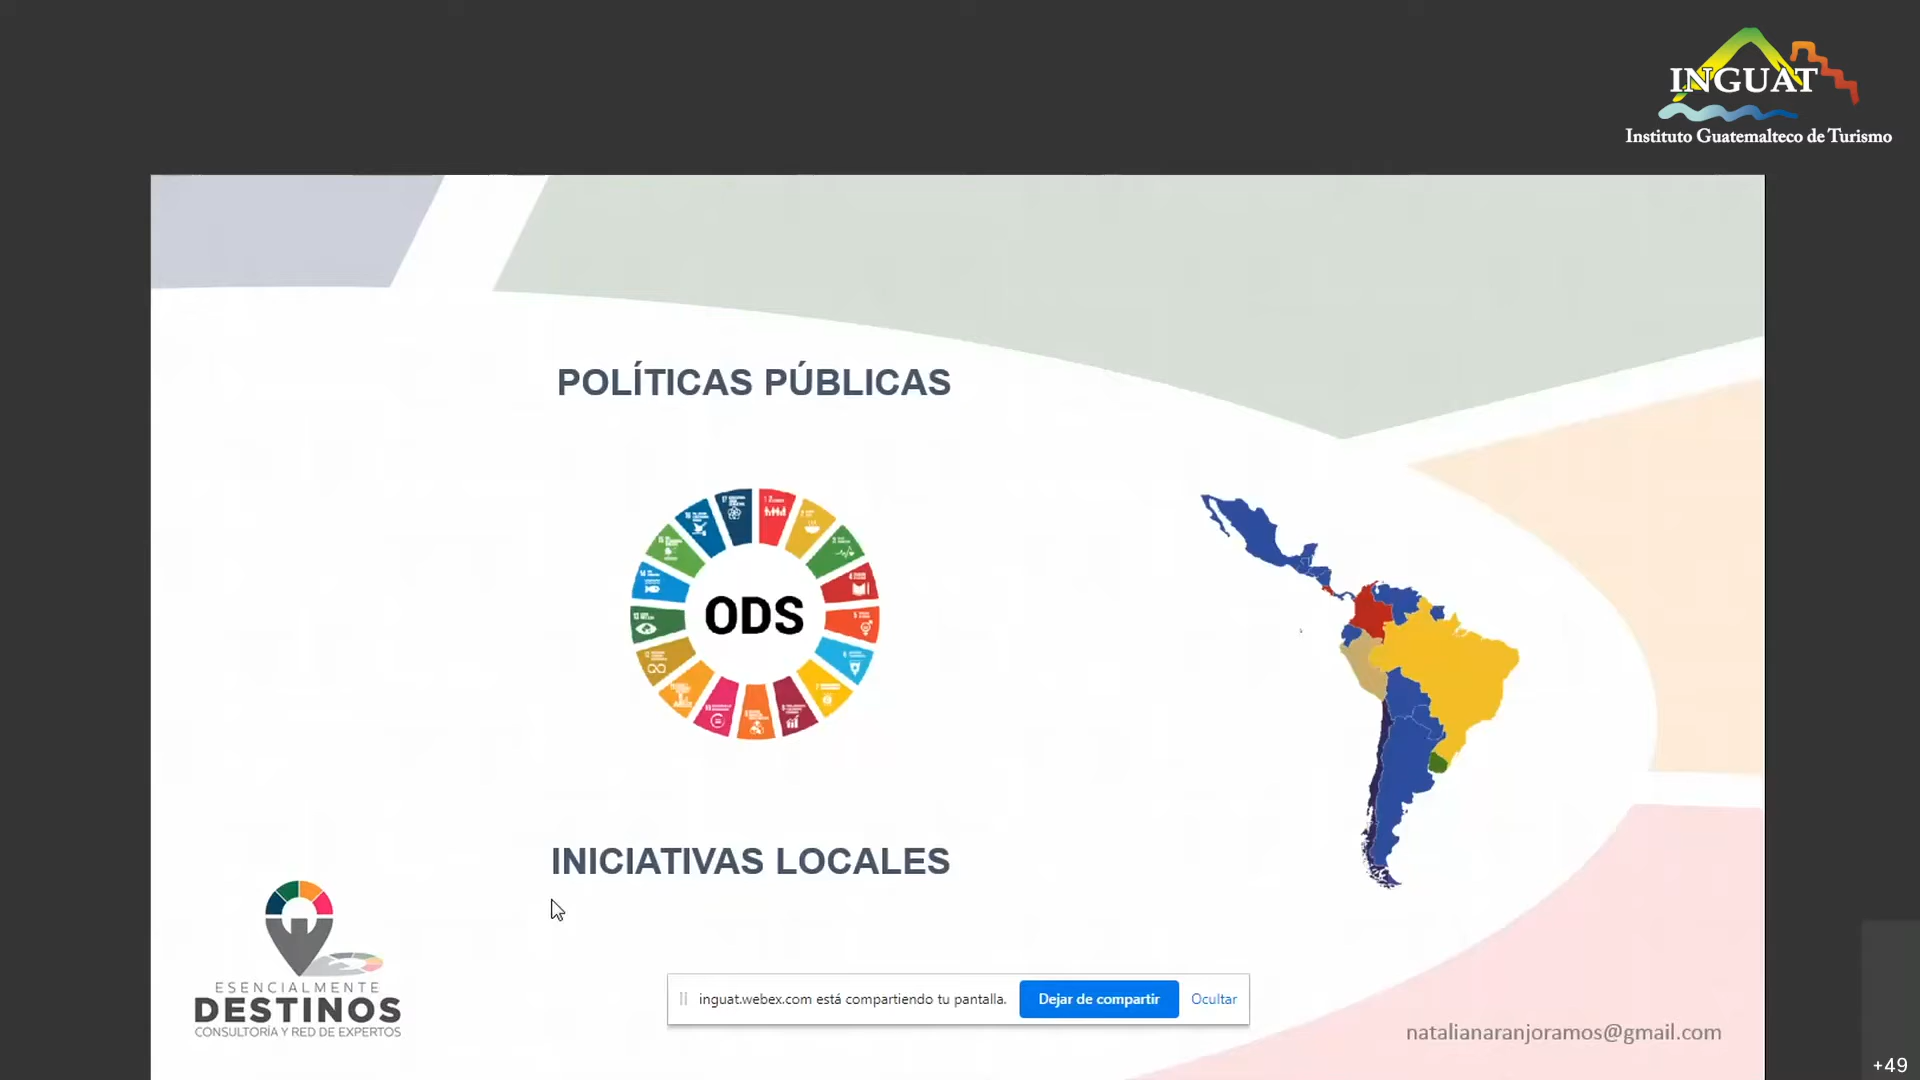 INGUAT
Instituto Guatemalteco de Turismo
POLÍTICAS PÚBLICAS
ODS
INICIATIVAS LOCALES
ESENCIALMENTE
DESTINOS
CONSULTORÍA Y RED DE EXPERTOS
inguat.webex.com está compartiendo tu pantalla.
Dejar de compartir
Ocultar
natalianaranjoramos@gmail.com
+49